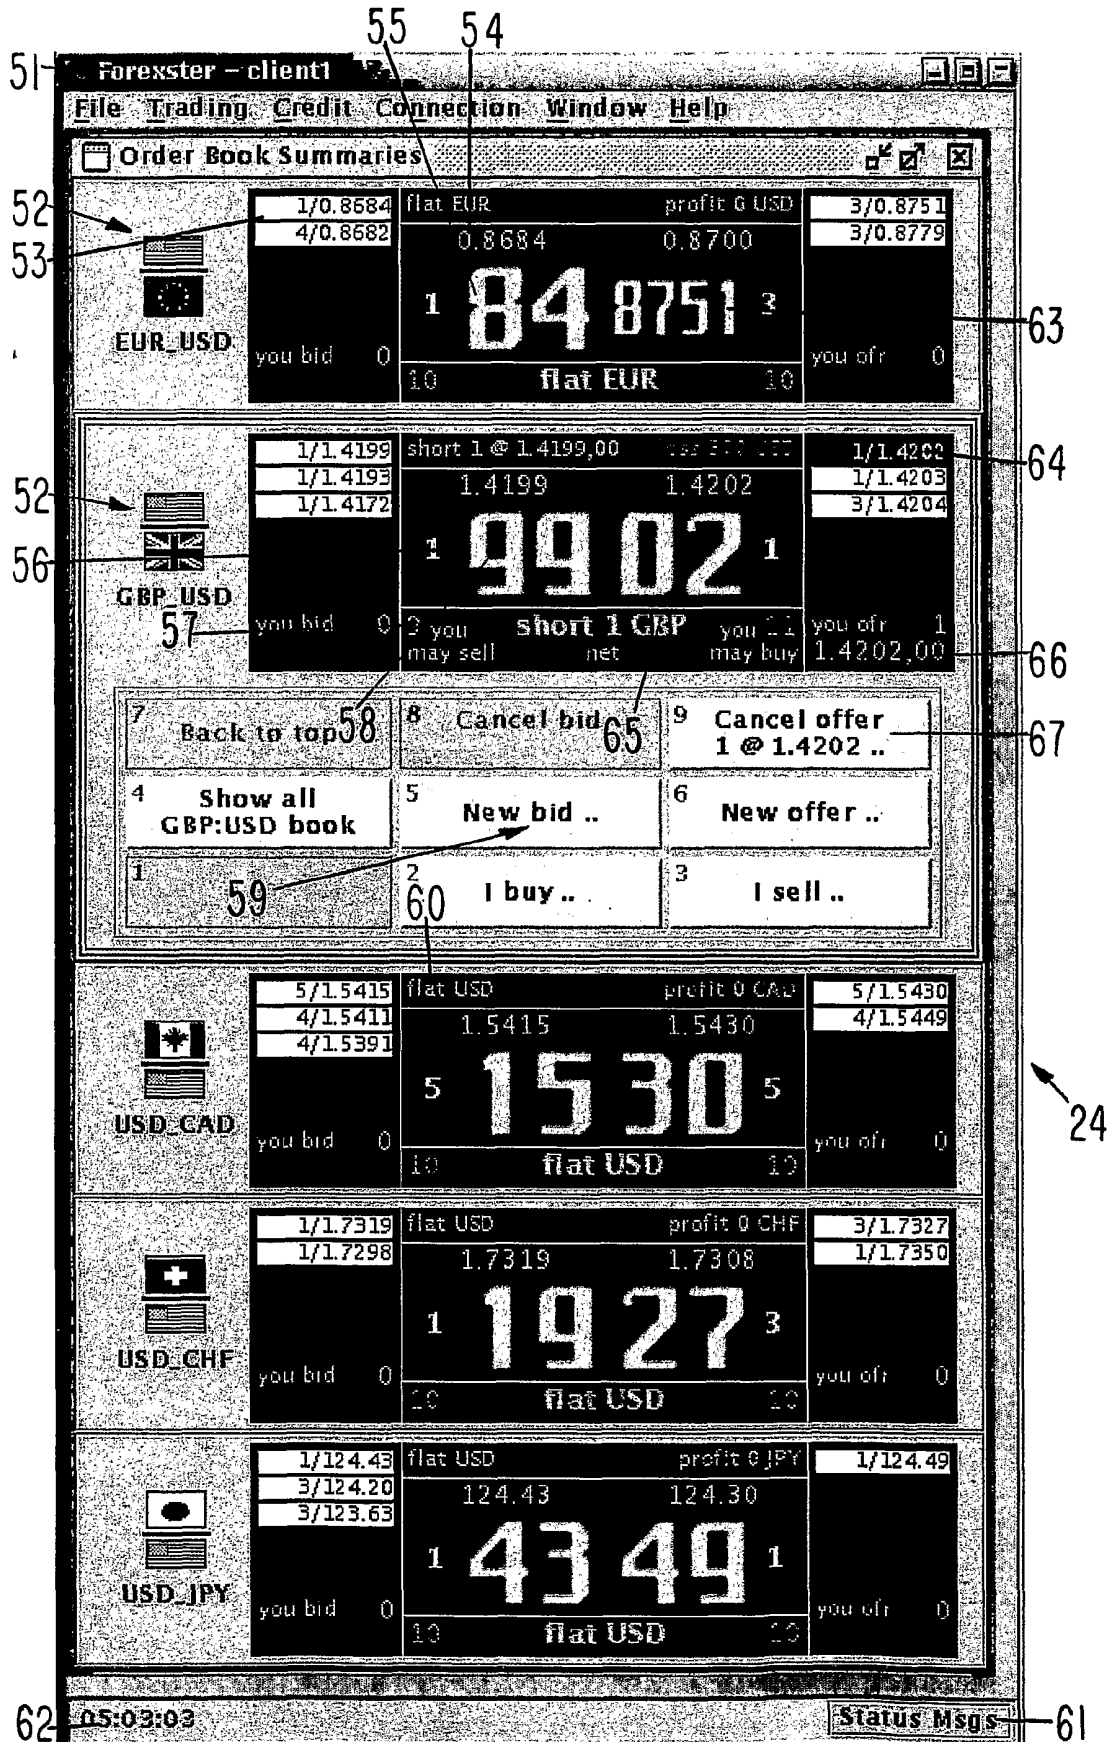 55 54
51 Forexster – client1
File Trading Credit Connection Window Help
Order Book Summaries
52
53
1/0.8684
4/0.8682
flat EUR profit 0 USD
3/0.8751
3/0.8779
0.8684 0.8700
1 84 8751 3
63
EUR_USD
you bid 0
10 flat EUR 10
you ofr 0
1/1.4199
1/1.4193
1/1.4172
short 1 @ 1.4199,00
1/1.4202
1/1.4203
3/1.4204
64
1.4199 1.4202
52
56
1 99 02 1
GBP_USD
57
you bid 0
you may sell
short 1 GBP
net
you may buy
you ofr 1
1.4202,00
66
58
65
7 Back to top
8 Cancel bid
9 Cancel offer
1 @ 1.4202 ..
67
4 Show all
GBP:USD book
5 New bid ..
6 New offer ..
1
59
2 I buy ..
60
3 I sell ..
5/1.5415
4/1.5411
4/1.5391
flat USD profit 0 CAD
5/1.5430
4/1.5449
1.5415 1.5430
5 15 30 5
24
USD_CAD
you bid 0
10 flat USD 10
you ofr 0
1/1.7319
1/1.7298
flat USD profit 0 CHF
3/1.7327
1/1.7350
1.7319 1.7308
1 19 27 3
USD_CHF
you bid 0
10 flat USD 10
you ofr 0
1/124.43
3/124.20
3/123.63
flat USD profit 0 JPY
1/124.49
124.43 124.30
1 43 49 1
USD_JPY
you bid 0
10 flat USD 10
you ofr 0
62 05:03:03
Status Msgs 61